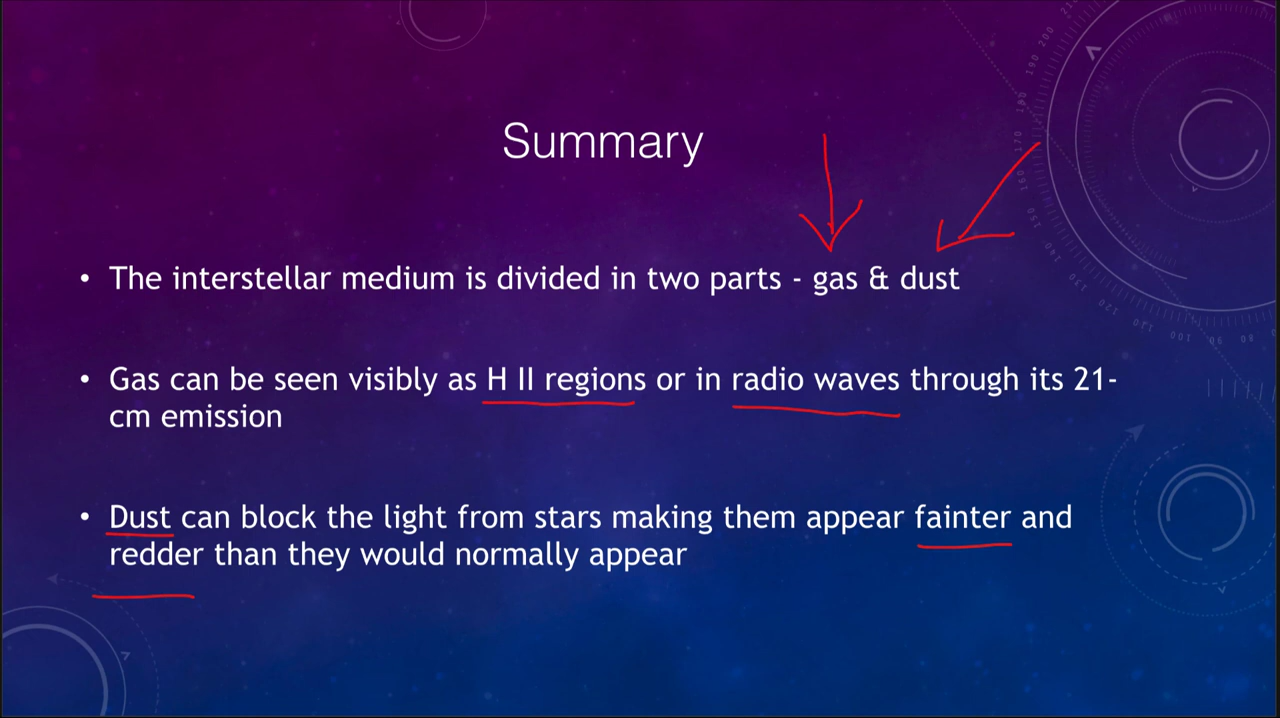 Summary
• The interstellar medium is divided in two parts - gas & dust
• Gas can be seen visibly as H II regions or in radio waves through its 21-
cm emission
• Dust can block the light from stars making them appear fainter and
redder than they would normally appear